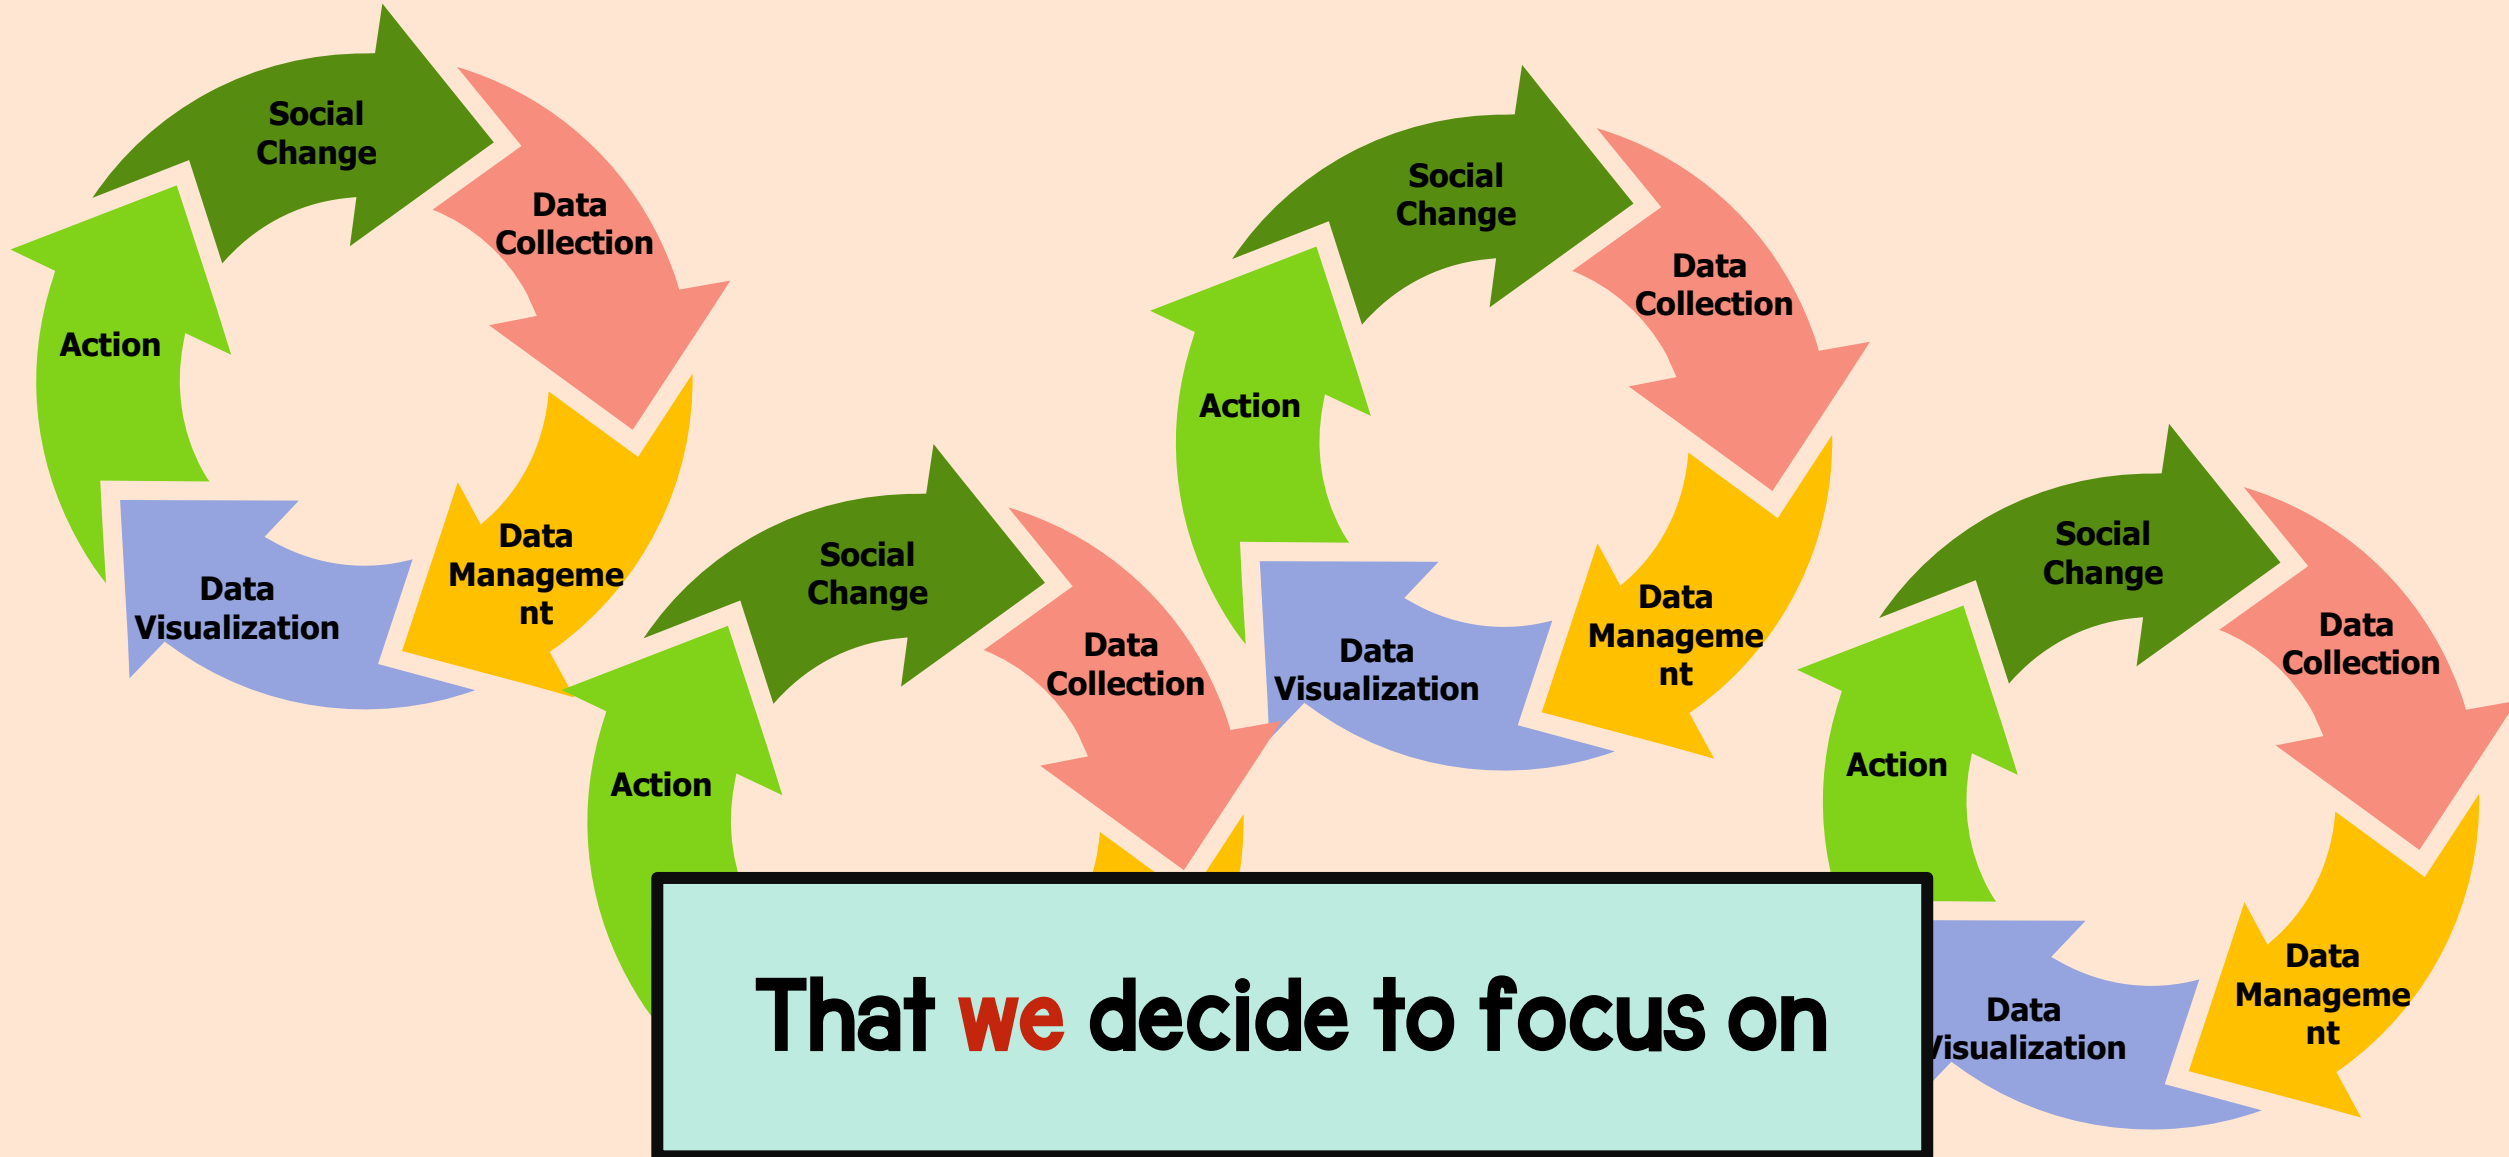 Social
Change
Data
Collection
Action
Data
Manageme
nt
Data
Visualization
Social
Change
Data
Collection
Action
Social
Change
Data
Collection
Action
Data
Manageme
nt
Data
Visualization
Social
Change
Data
Collection
Action
Data
Manageme
nt
Data
Visualization
That we decide to focus on